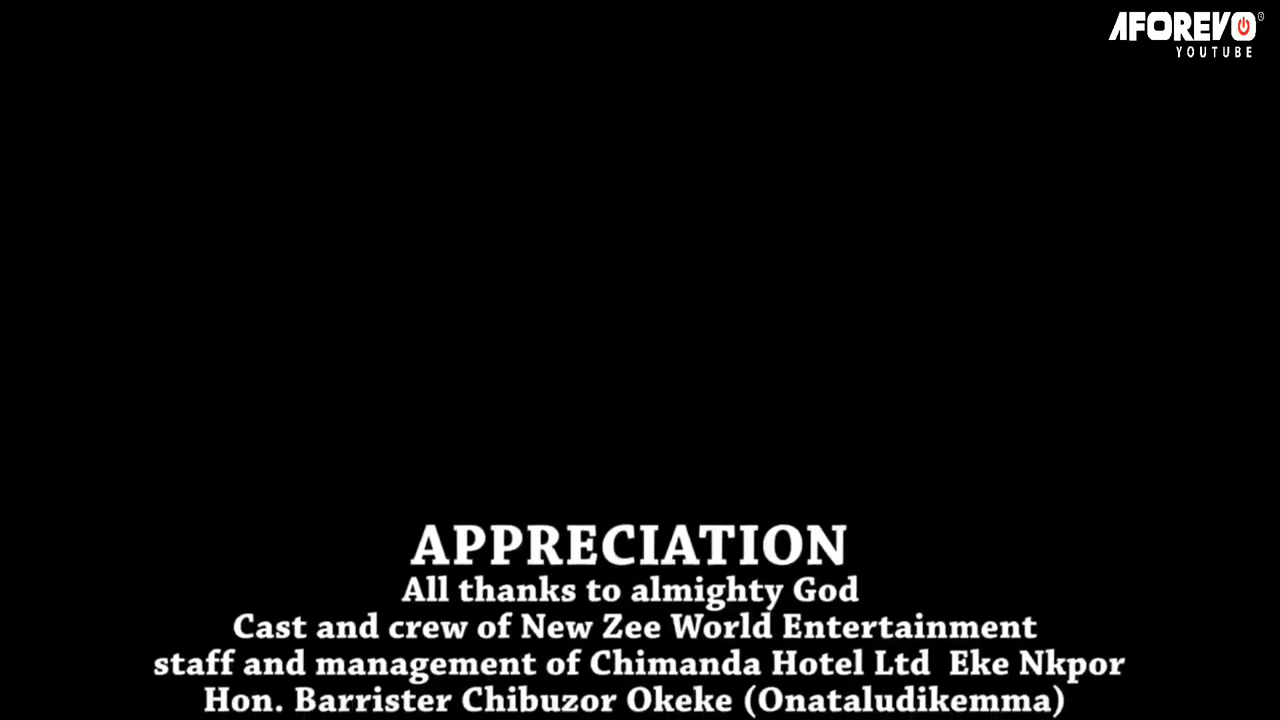 AFOREVO
YOUTUBE
APPRECIATION
All thanks to almighty God
Cast and crew of New Zee World Entertainment
staff and management of Chimanda Hotel Ltd  Eke Nkpor
Hon. Barrister Chibuzor Okeke (Onataludikemma)